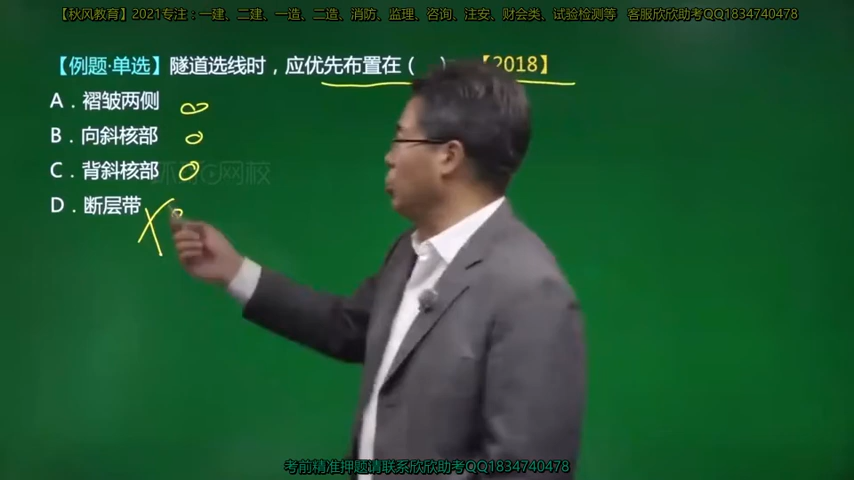 【秋风教育】2021专注：一建、二建、一造、二造、消防、监理、咨询、注安、财会类、试验检测等 客服欣欣助考QQ1834740478
【例题·单选】隧道选线时，应优先布置在( ) 【2018】
A．褶皱两侧
B．向斜核部
C．背斜核部
D．断层带
网校
考前精准押题请联系欣欣助考QQ1834740478